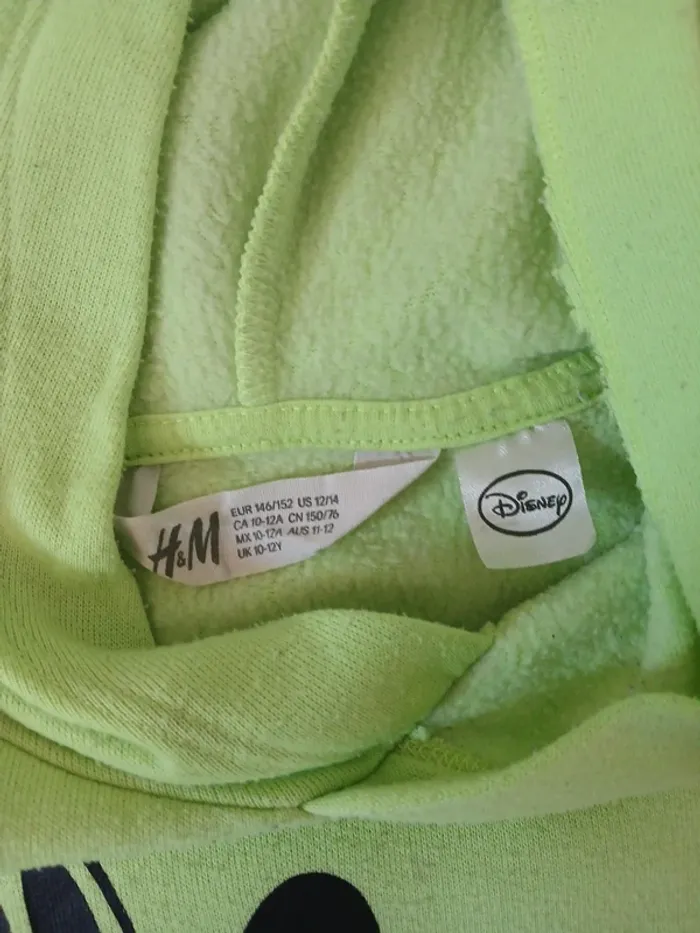 H&M
EUR 146/152 US 12/14
CA 10-12A CN 150/76
MX 10-12A AUS 11-12
UK 10-12Y
Disney